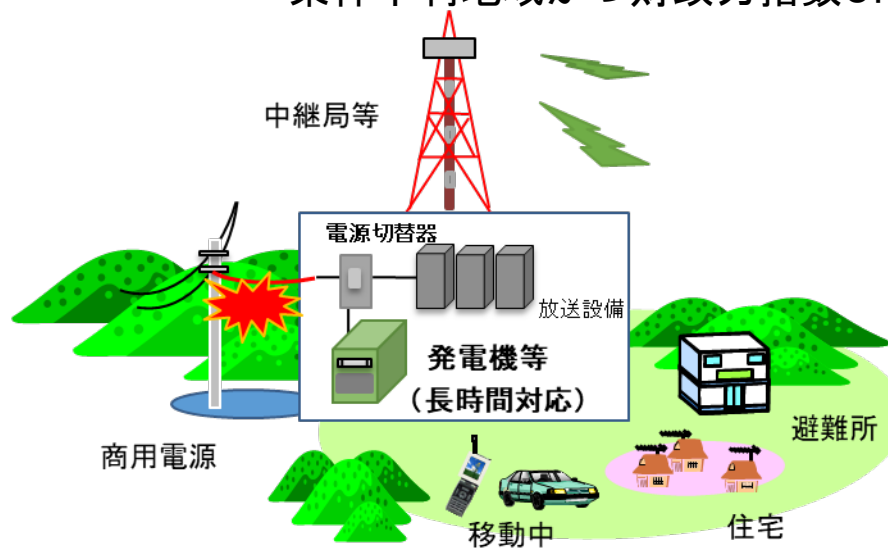 中継局等
電源切替器
放送設備
発電機等
(長時間対応)
商用電源
避難所
移動中
住宅